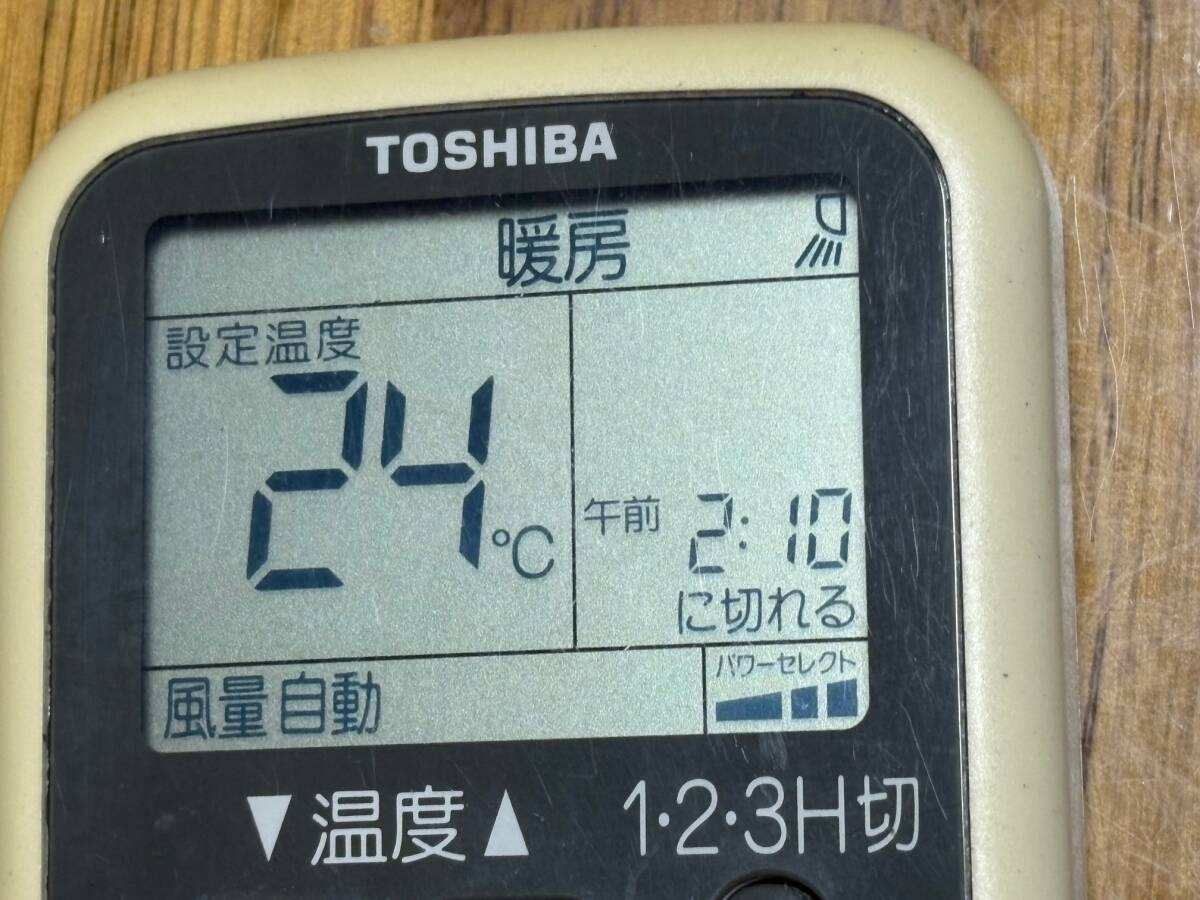 TOSHIBA
暖房
設定温度
24℃
午前 2:10
に切れる
風量自動
パワーセレクト
▼温度▲ 1・2・3H切